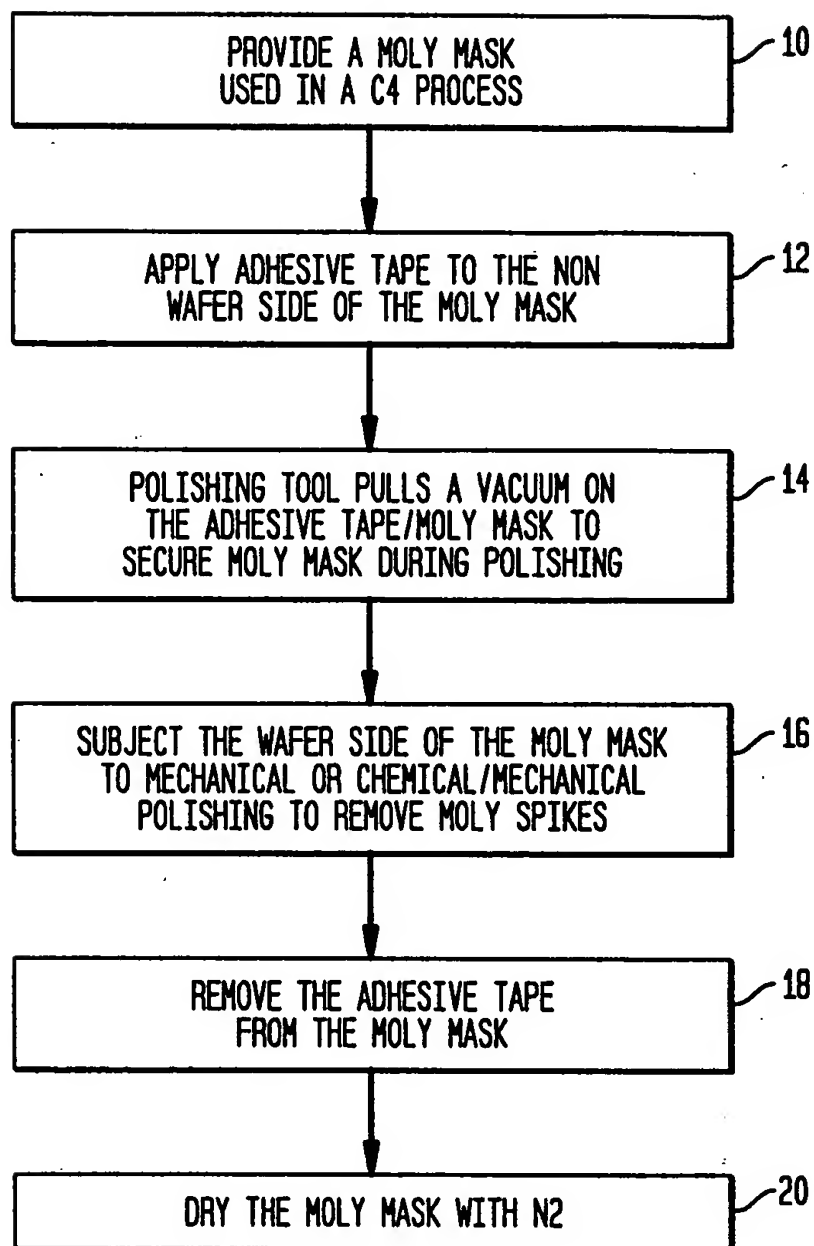 PROVIDE A MOLY MASK
USED IN A C4 PROCESS
10
APPLY ADHESIVE TAPE TO THE NON
WAFER SIDE OF THE MOLY MASK
12
POLISHING TOOL PULLS A VACUUM ON
THE ADHESIVE TAPE/MOLY MASK TO
SECURE MOLY MASK DURING POLISHING
14
SUBJECT THE WAFER SIDE OF THE MOLY MASK
TO MECHANICAL OR CHEMICAL/MECHANICAL
POLISHING TO REMOVE MOLY SPIKES
16
REMOVE THE ADHESIVE TAPE
FROM THE MOLY MASK
18
DRY THE MOLY MASK WITH N2
20